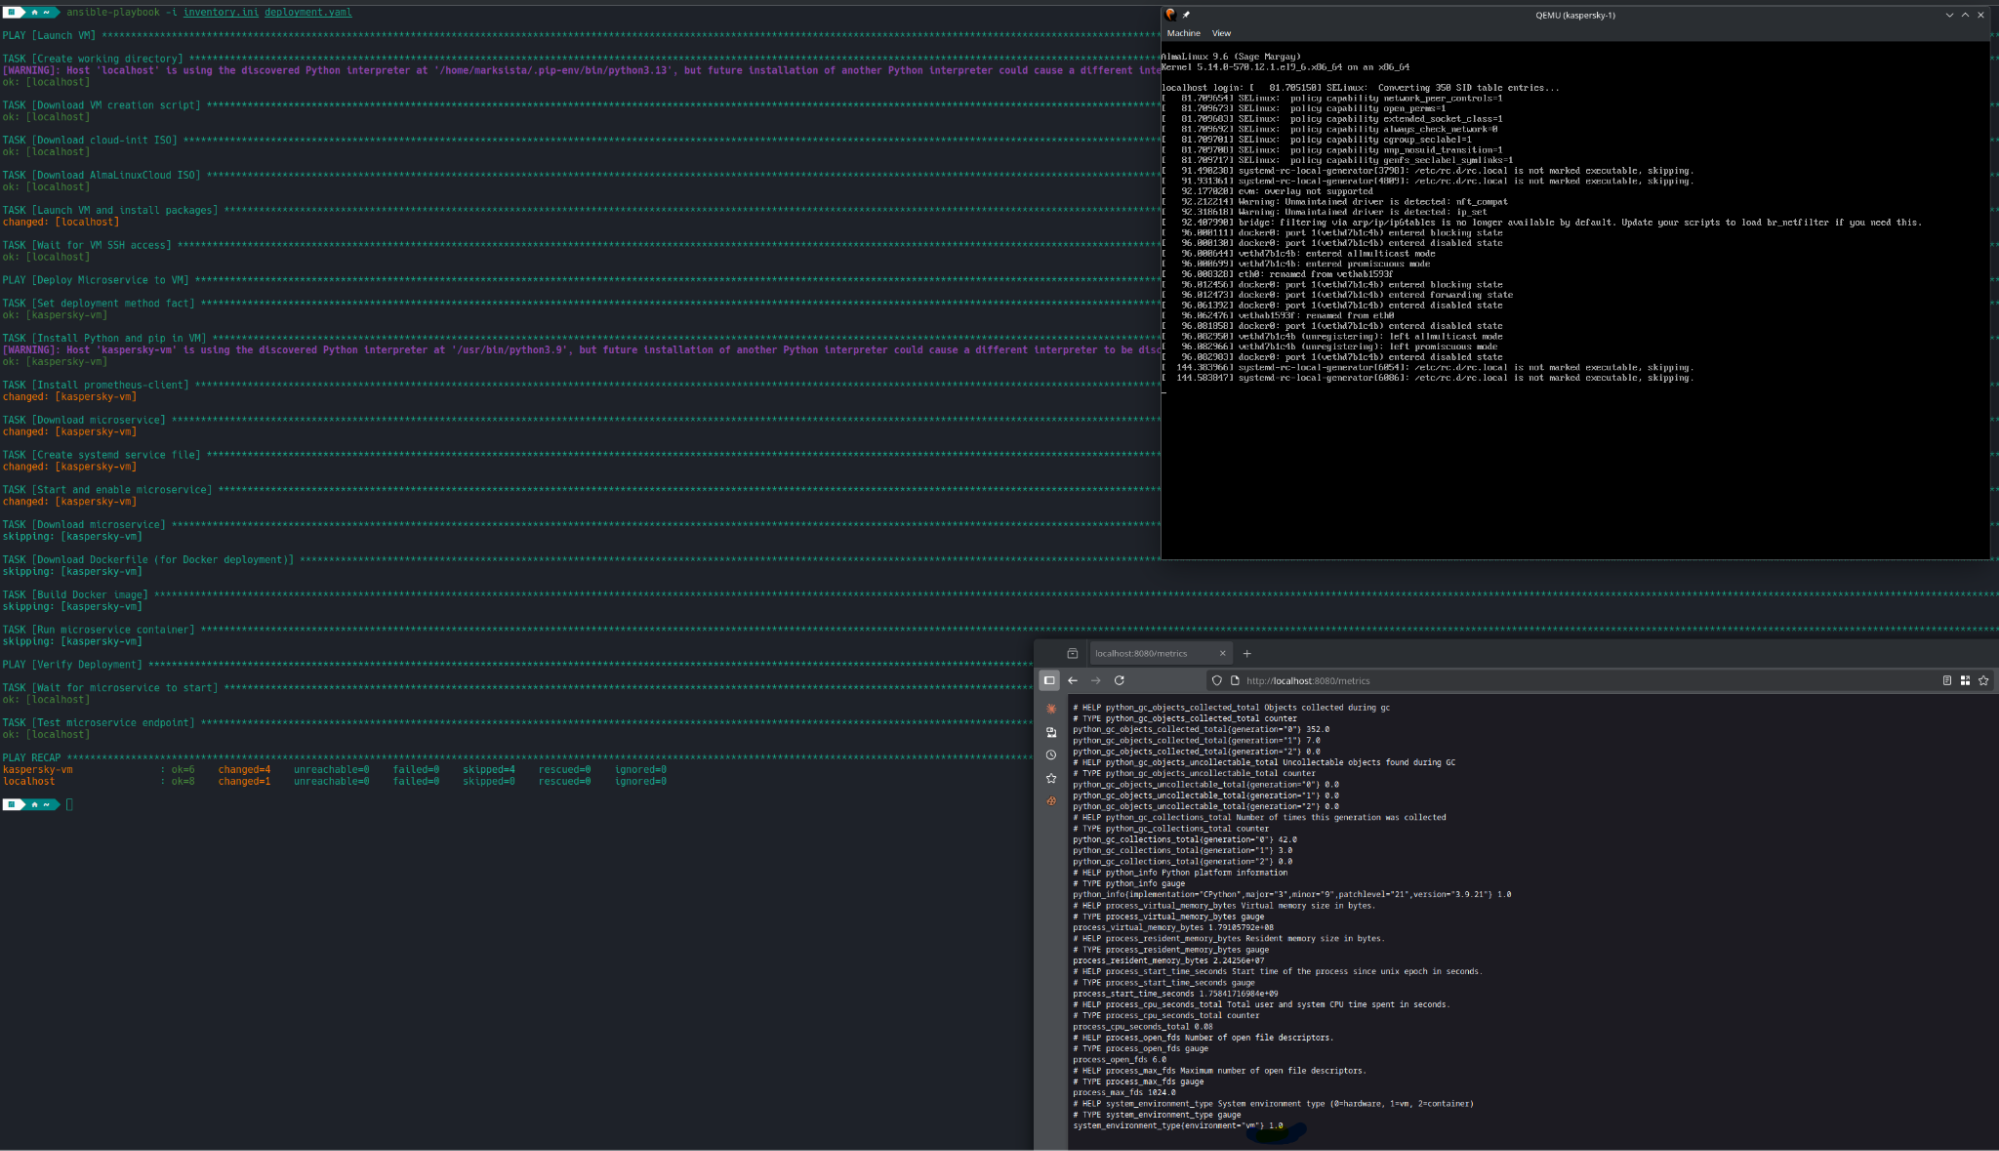 ansible-playbook -i inventory.ini deployment.yaml
PLAY [Launch VM]
TASK [Create working directory]
[WARNING]: Host 'localhost' is using the discovered Python interpreter at '/home/marksista/.pip-env/bin/python3.13', but future installation of another Python interpreter could cause a different inte
ok: [localhost]
TASK [Download VM creation script]
ok: [localhost]
TASK [Download cloud-init ISO]
ok: [localhost]
TASK [Download AlmaLinuxCloud ISO]
ok: [localhost]
TASK [Launch VM and install packages]
changed: [localhost]
TASK [Wait for VM SSH access]
ok: [localhost]
PLAY [Deploy Microservice to VM]
TASK [Set deployment method fact]
ok: [kaspersky-vm]
TASK [Install Python and pip in VM]
[WARNING]: Host 'kaspersky-vm' is using the discovered Python interpreter at '/usr/bin/python3.9', but future installation of another Python interpreter could cause a different interpreter to be disc
ok: [kaspersky-vm]
TASK [Install prometheus-client]
changed: [kaspersky-vm]
TASK [Download microservice]
changed: [kaspersky-vm]
TASK [Create systemd service file]
changed: [kaspersky-vm]
TASK [Start and enable microservice]
changed: [kaspersky-vm]
TASK [Download microservice]
skipping: [kaspersky-vm]
TASK [Download Dockerfile (for Docker deployment)]
skipping: [kaspersky-vm]
TASK [Build Docker image]
skipping: [kaspersky-vm]
TASK [Run microservice container]
skipping: [kaspersky-vm]
PLAY [Verify Deployment]
TASK [Wait for microservice to start]
ok: [localhost]
TASK [Test microservice endpoint]
ok: [localhost]
PLAY RECAP
kaspersky-vm : ok=6 changed=4 unreachable=0 failed=0 skipped=4 rescued=0 ignored=0
localhost : ok=8 changed=1 unreachable=0 failed=0 skipped=0 rescued=0 ignored=0
QEMU (kaspersky-1)
Machine View
AlmaLinux 9.6 (Sage Margay)
Kernel 5.14.0-570.12.1.el9_6.x86_64 on an x86_64
localhost login: [ 81.705150] SELinux: Converting 350 SID table entries...
[ 81.709654] SELinux: policy capability network_peer_controls=1
[ 81.709673] SELinux: policy capability open_perms=1
[ 81.709683] SELinux: policy capability extended_socket_class=1
[ 81.709692] SELinux: policy capability always_check_network=0
[ 81.709701] SELinux: policy capability cgroup_seclabel=1
[ 81.709708] SELinux: policy capability nnp_nosuid_transition=1
[ 81.709717] SELinux: policy capability genfs_seclabel_symlinks=1
[ 91.490238] systemd-rc-local-generator[3790]: /etc/rc.d/rc.local is not marked executable, skipping.
[ 91.931361] systemd-rc-local-generator[4009]: /etc/rc.d/rc.local is not marked executable, skipping.
[ 92.177020] evm: overlay not supported
[ 92.212214] Warning: Unmaintained driver is detected: nft_compat
[ 92.310618] Warning: Unmaintained driver is detected: ip_set
[ 92.407990] bridge: filtering via arp/ip/ip6tables is no longer available by default. Update your scripts to load br_netfilter if you need this.
[ 96.000111] docker0: port 1(vethd7b1c4b) entered blocking state
[ 96.000130] docker0: port 1(vethd7b1c4b) entered disabled state
[ 96.000644] vethd7b1c4b: entered allmulticast mode
[ 96.000699] vethd7b1c4b: entered promiscuous mode
[ 96.003320] eth0: renamed from vethab1593f
[ 96.012456] docker0: port 1(vethd7b1c4b) entered blocking state
[ 96.012473] docker0: port 1(vethd7b1c4b) entered forwarding state
[ 96.061392] docker0: port 1(vethd7b1c4b) entered disabled state
[ 96.062476] vethab1593f: renamed from eth0
[ 96.081858] docker0: port 1(vethd7b1c4b) entered disabled state
[ 96.082950] vethd7b1c4b (unregistering): left allmulticast mode
[ 96.082966] vethd7b1c4b (unregistering): left promiscuous mode
[ 96.082983] docker0: port 1(vethd7b1c4b) entered disabled state
[ 144.383966] systemd-rc-local-generator[6054]: /etc/rc.d/rc.local is not marked executable, skipping.
[ 144.583847] systemd-rc-local-generator[6086]: /etc/rc.d/rc.local is not marked executable, skipping.
localhost:8080/metrics
http://localhost:8080/metrics
# HELP python_gc_objects_collected_total Objects collected during gc
# TYPE python_gc_objects_collected_total counter
python_gc_objects_collected_total{generation="0"} 352.0
python_gc_objects_collected_total{generation="1"} 7.0
python_gc_objects_collected_total{generation="2"} 0.0
# HELP python_gc_objects_uncollectable_total Uncollectable objects found during GC
# TYPE python_gc_objects_uncollectable_total counter
python_gc_objects_uncollectable_total{generation="0"} 0.0
python_gc_objects_uncollectable_total{generation="1"} 0.0
python_gc_objects_uncollectable_total{generation="2"} 0.0
# HELP python_gc_collections_total Number of times this generation was collected
# TYPE python_gc_collections_total counter
python_gc_collections_total{generation="0"} 42.0
python_gc_collections_total{generation="1"} 3.0
python_gc_collections_total{generation="2"} 0.0
# HELP python_info Python platform information
# TYPE python_info gauge
python_info{implementation="CPython",major="3",minor="9",patchlevel="21",version="3.9.21"} 1.0
# HELP process_virtual_memory_bytes Virtual memory size in bytes.
# TYPE process_virtual_memory_bytes gauge
process_virtual_memory_bytes 1.79105792e+08
# HELP process_resident_memory_bytes Resident memory size in bytes.
# TYPE process_resident_memory_bytes gauge
process_resident_memory_bytes 2.24256e+07
# HELP process_start_time_seconds Start time of the process since unix epoch in seconds.
# TYPE process_start_time_seconds gauge
process_start_time_seconds 1.75841716984e+09
# HELP process_cpu_seconds_total Total user and system CPU time spent in seconds.
# TYPE process_cpu_seconds_total counter
process_cpu_seconds_total 0.08
# HELP process_open_fds Number of open file descriptors.
# TYPE process_open_fds gauge
process_open_fds 6.0
# HELP process_max_fds Maximum number of open file descriptors.
# TYPE process_max_fds gauge
process_max_fds 1024.0
# HELP system_environment_type System environment type (0=hardware, 1=vm, 2=container)
# TYPE system_environment_type gauge
system_environment_type{environment="vm"} 1.0